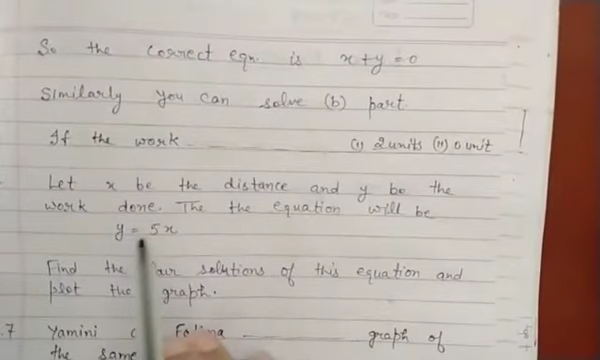 So the correct eqn. is x+y=0
Similarly you can solve (b) part
If the work ............ (i) 2 units (ii) 0 unit
Let x be the distance and y be the
work done. The the equation will be
y = 5x
Find the solutions of this equation and
plot the graph.
.7 Yamini graph of
the same